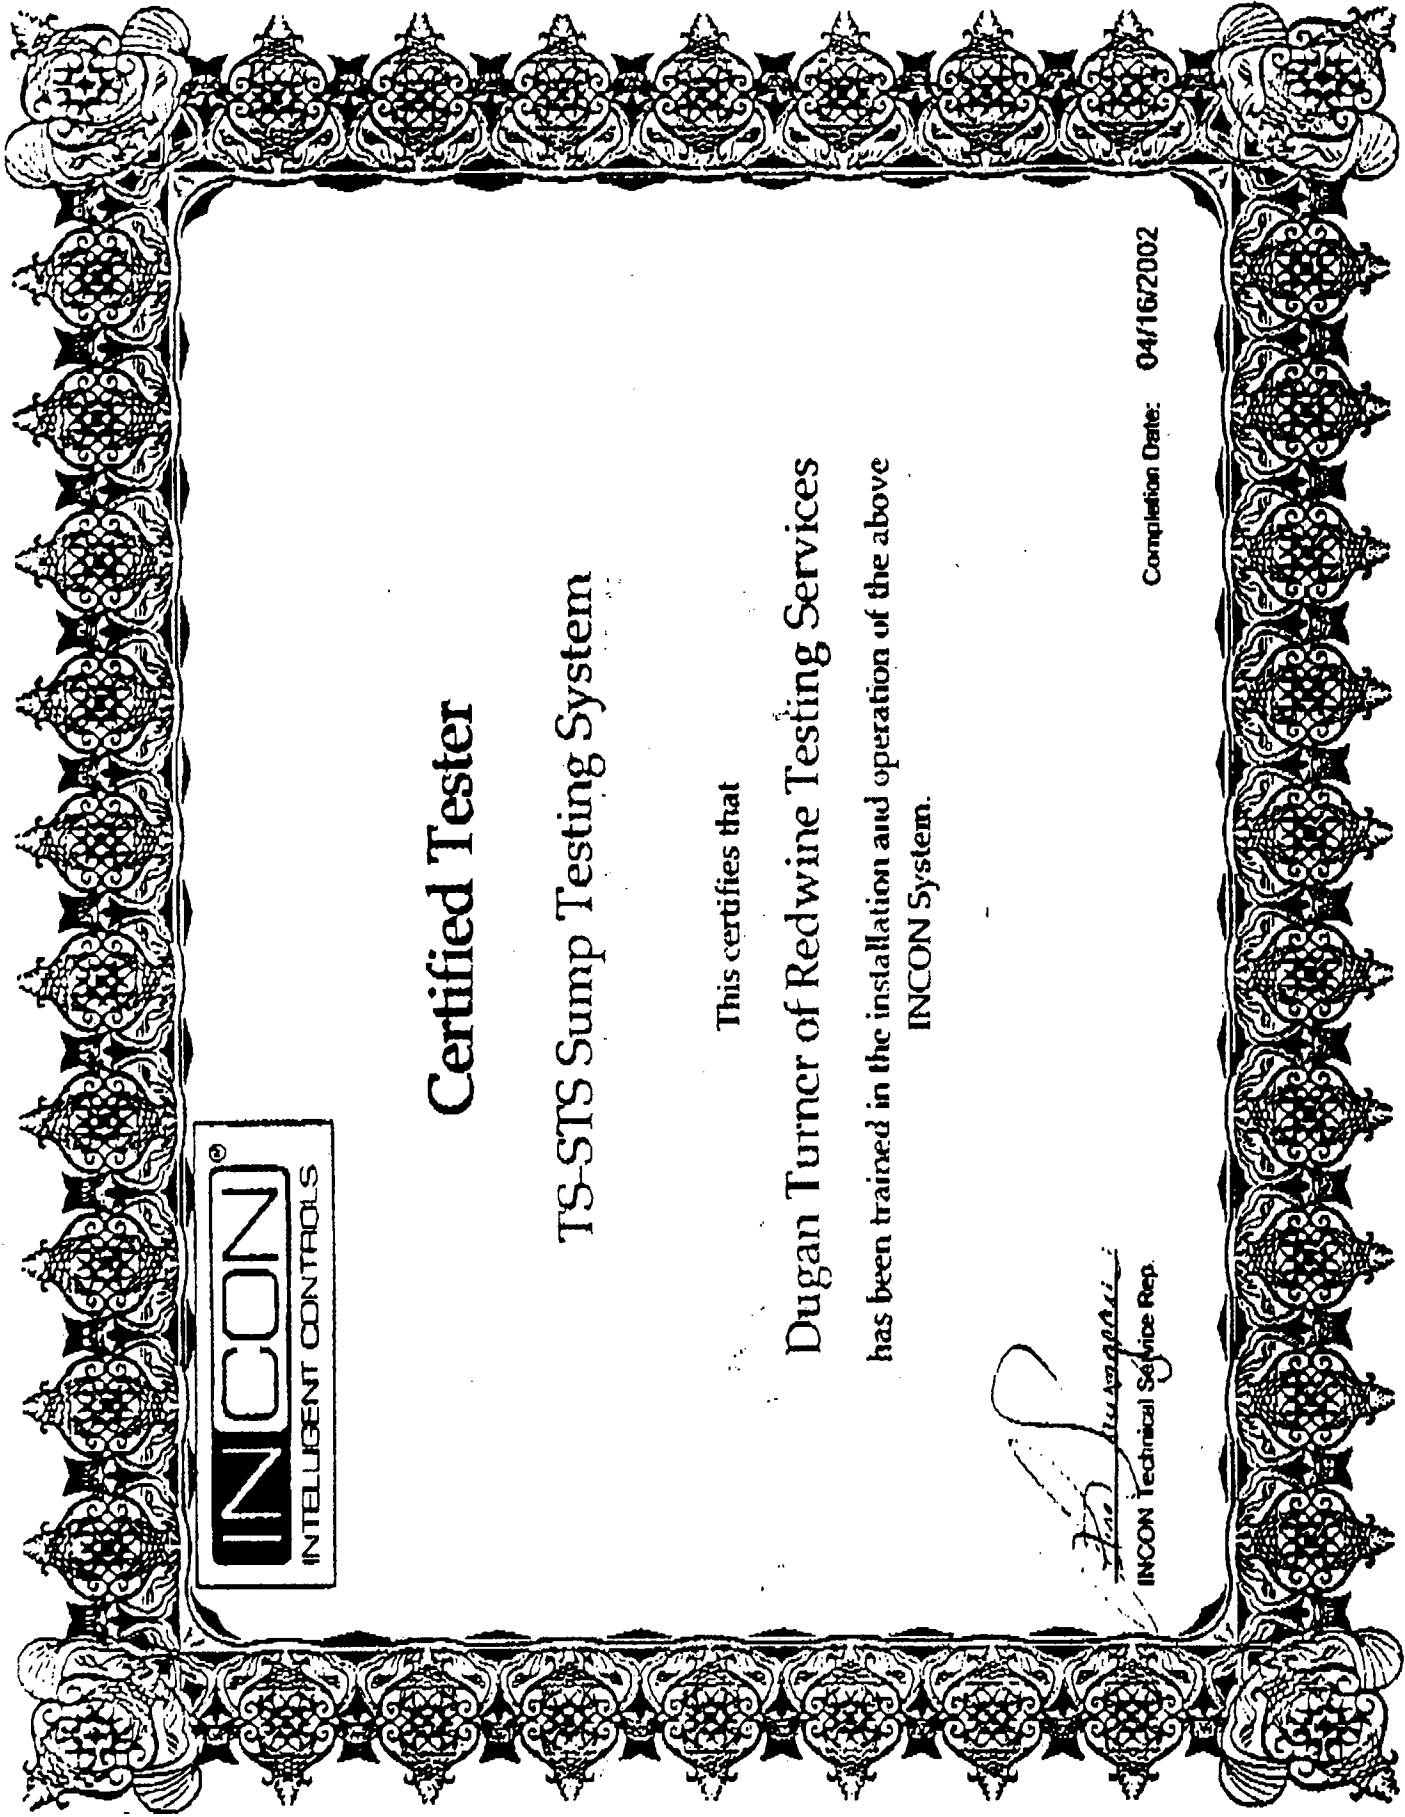 INCON®
INTELLIGENT CONTROLS
Certified Tester
TS-STS Sump Testing System
This certifies that
Dugan Turner of Redwine Testing Services
has been trained in the installation and operation of the above
INCON System.
INCON Technical Service Rep.
Completion Date: 04/16/2002